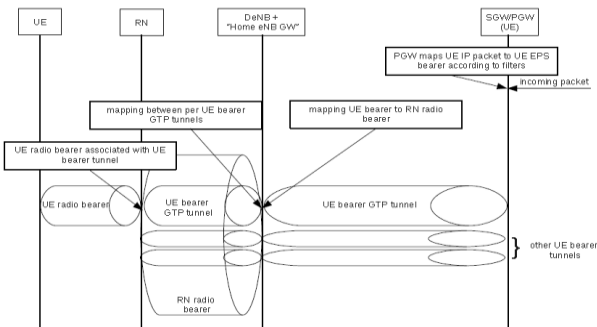 UE
RN
DeNB +
"Home eNB GW"
SGW/PGW
(UE)
PGW maps UE IP packet to UE EPS
bearer according to filters
incoming packet
mapping between per UE bearer
GTP tunnels
mapping UE bearer to RN radio
bearer
UE radio bearer associated with UE
bearer tunnel
UE radio bearer
UE bearer
GTP tunnel
UE bearer GTP tunnel
other UE bearer
tunnels
RN radio
bearer